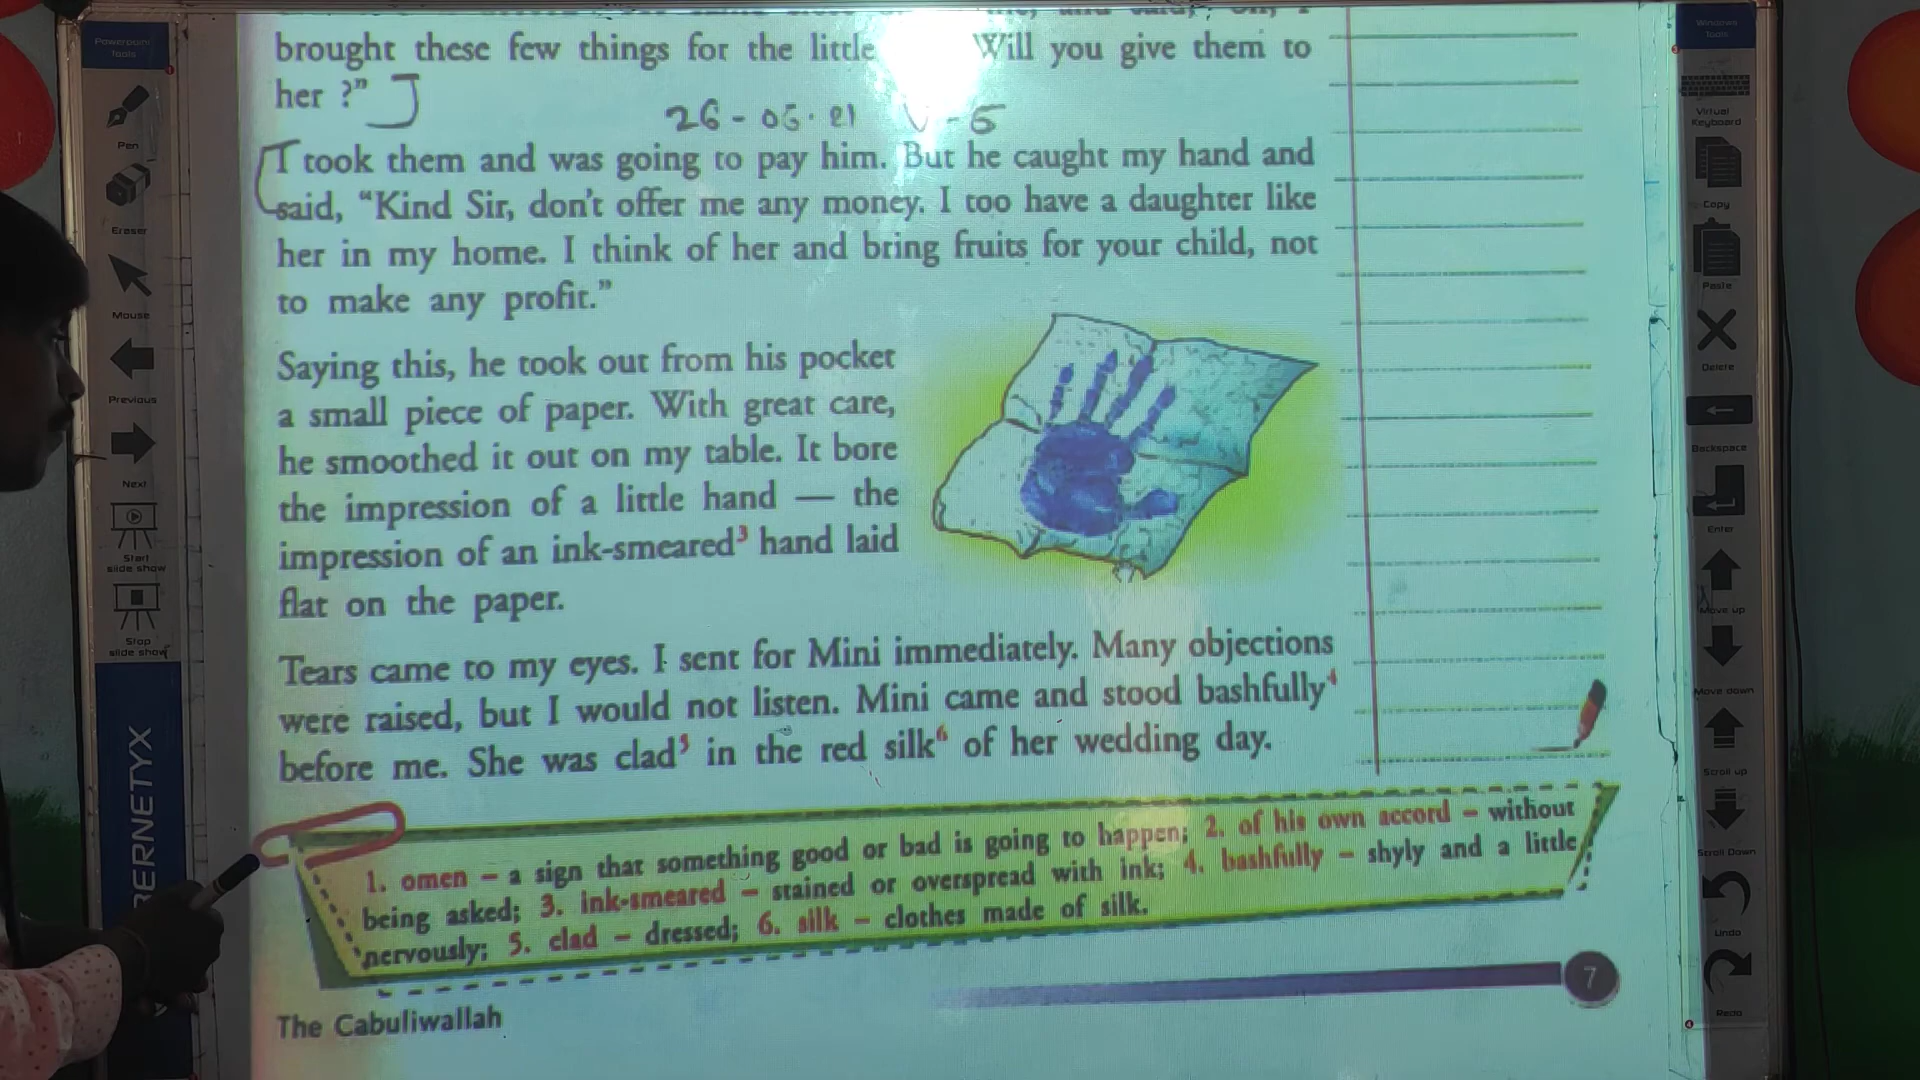 brought these few things for the little Will you give them to
her ?"
26-06-21 V-5
I took them and was going to pay him. But he caught my hand and
said, "Kind Sir, don't offer me any money. I too have a daughter like
her in my home. I think of her and bring fruits for your child, not
to make any profit."
Saying this, he took out from his pocket
a small piece of paper. With great care,
he smoothed it out on my table. It bore
the impression of a little hand — the
impression of an ink-smeared³ hand laid
flat on the paper.
Tears came to my eyes. I sent for Mini immediately. Many objections
were raised, but I would not listen. Mini came and stood bashfully⁴
before me. She was clad⁵ in the red silk⁶ of her wedding day.
1. omen – a sign that something good or bad is going to happen; 2. of his own accord – without
being asked; 3. ink-smeared – stained or overspread with ink; 4. bashfully – shyly and a little
nervously; 5. clad – dressed; 6. silk – clothes made of silk.
7
The Cabuliwallah
Powerpoint
Tools
Pen
Eraser
Mouse
Previous
Next
Start
slide show
Stop
slide show
BERNETYX
Windows
Tools
Virtual
Keyboard
Copy
Paste
Delete
Backspace
Enter
Move up
Move down
Scroll up
Scroll Down
Undo
Redo